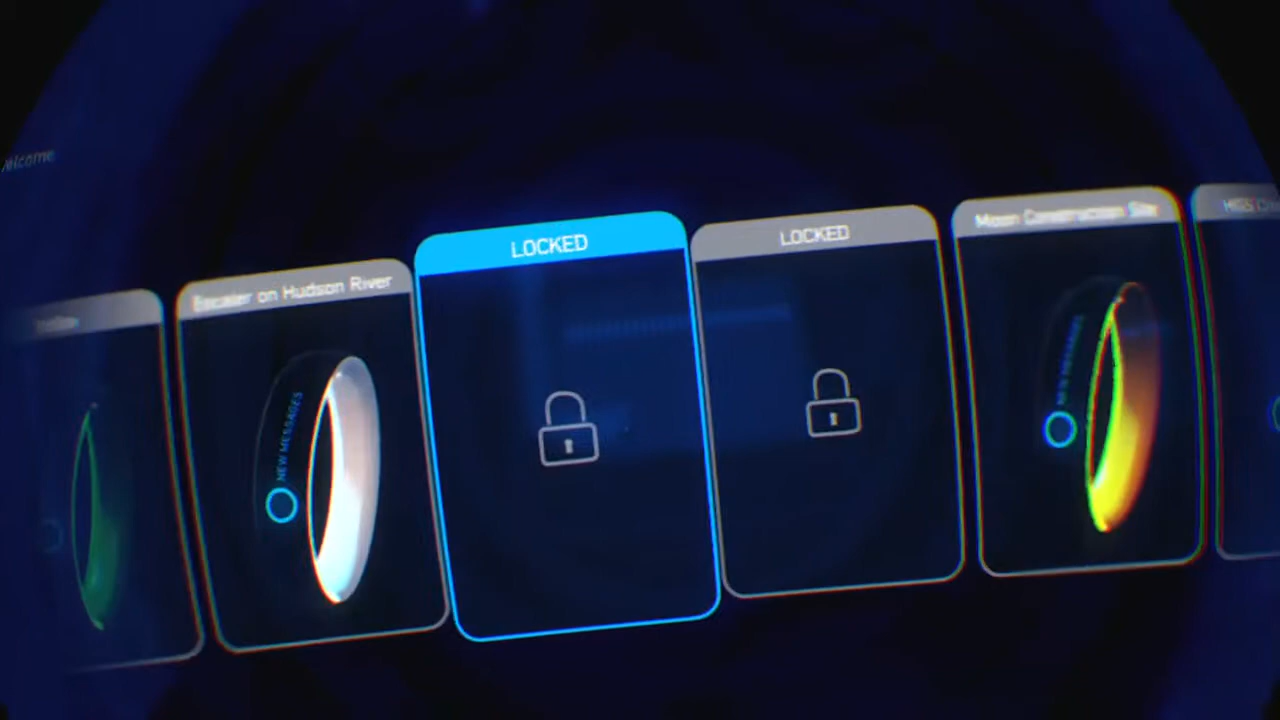 Welcome
Escalier on Hudson River
LOCKED
LOCKED
Moon Construction Site
NEW MESSAGES
NEW MESSAGES